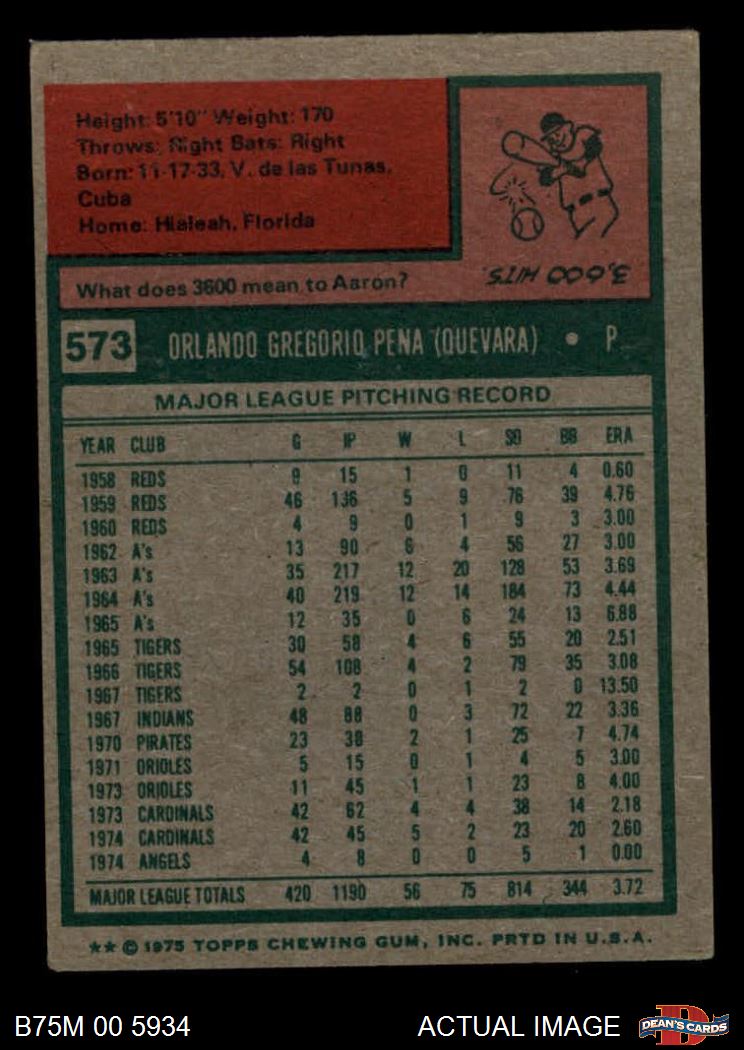 Height: 5'10" Weight: 170
Throws: Right Bats: Right
Born: 11-17-33, V. de las Tunas,
Cuba
Home: Hialeah, Florida
What does 3600 mean to Aaron?
3,600 HITS.
573 ORLANDO GREGORIO PENA (QUEVARA) • P
MAJOR LEAGUE PITCHING RECORD
YEAR CLUB G IP W L SO BB ERA
1958 REDS 9 15 1 0 11 4 0.60
1959 REDS 46 136 5 9 76 39 4.76
1960 REDS 4 9 0 1 9 3 3.00
1962 A's 13 90 6 4 56 27 3.00
1963 A's 35 217 12 20 128 53 3.69
1964 A's 40 219 12 14 184 73 4.44
1965 A's 12 35 0 6 24 13 6.88
1965 TIGERS 30 58 4 6 55 20 2.51
1966 TIGERS 54 108 4 2 79 35 3.08
1967 TIGERS 2 2 0 1 2 0 13.50
1967 INDIANS 48 88 0 3 72 22 3.36
1970 PIRATES 23 38 2 1 25 7 4.74
1971 ORIOLES 5 15 0 1 4 5 3.00
1973 ORIOLES 11 45 1 1 23 8 4.00
1973 CARDINALS 42 62 4 4 38 14 2.18
1974 CARDINALS 42 45 5 2 23 20 2.60
1974 ANGELS 4 8 0 0 5 1 0.00
MAJOR LEAGUE TOTALS 420 1190 56 75 814 344 3.72
★★ © 1975 TOPPS CHEWING GUM, INC. PRTD IN U.S.A.
B75M 00 5934 ACTUAL IMAGE D DEAN'S CARDS